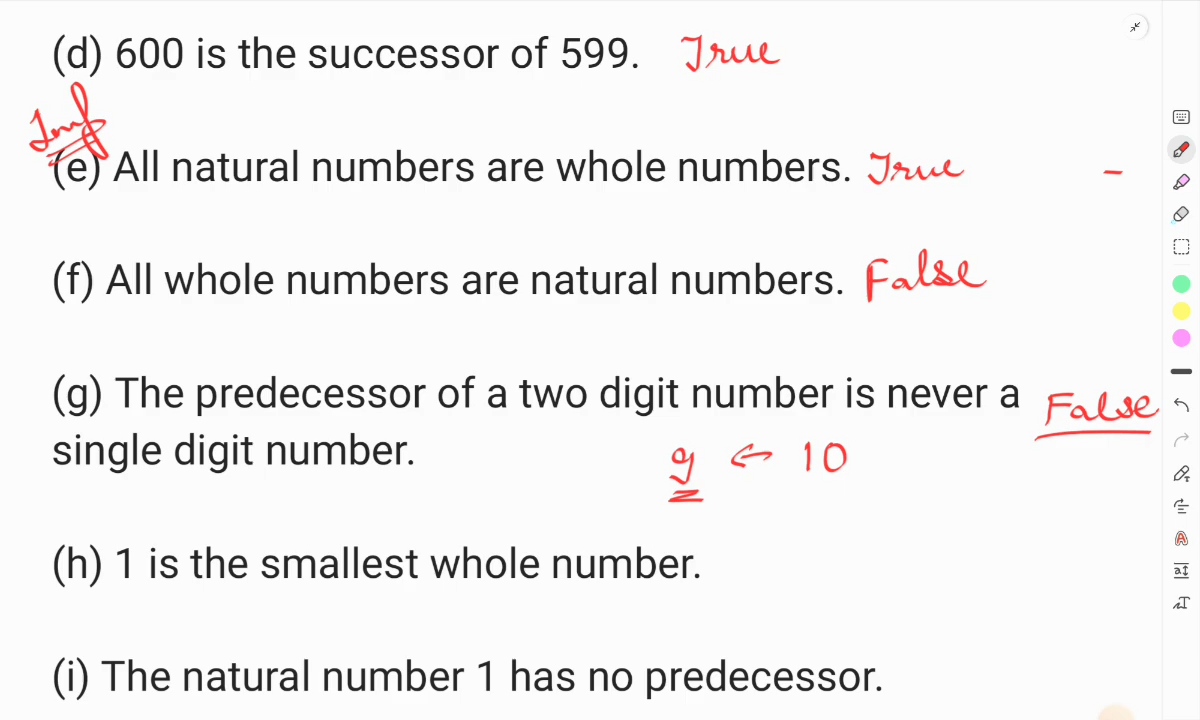 (d) 600 is the successor of 599. True
Imp
(e) All natural numbers are whole numbers. True -
(f) All whole numbers are natural numbers. False
(g) The predecessor of a two digit number is never a False
single digit number. 9 ← 10
(h) 1 is the smallest whole number.
(i) The natural number 1 has no predecessor.